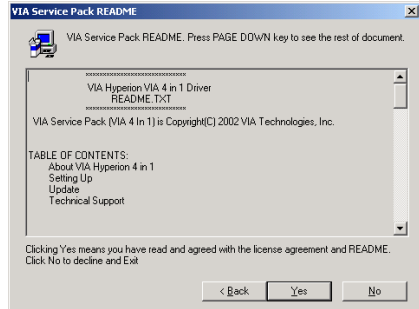 VIA Service Pack README
VIA Service Pack README. Press PAGE DOWN key to see the rest of document.
××××××××××××××××××××××××××××
VIA Hyperion VIA 4 in 1 Driver
README.TXT
××××××××××××××××××××××××××××
VIA Service Pack (VIA 4 In 1) is Copyright(C) 2002 VIA Technologies, Inc.
TABLE OF CONTENTS:
About VIA Hyperion 4 in 1
Setting Up
Update
Technical Support
Clicking Yes means you have read and agreed with the license agreement and README.
Click No to decline and Exit
< Back
Yes
No